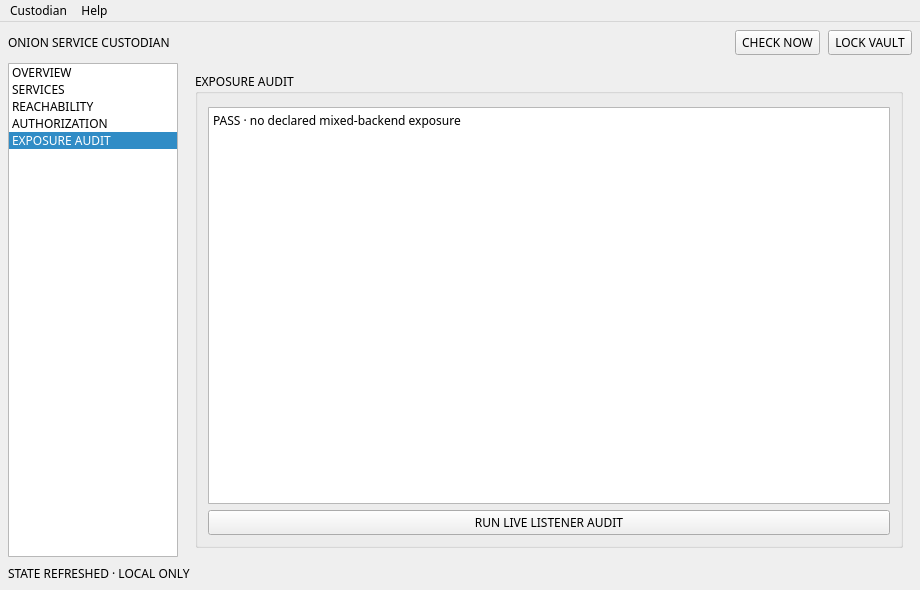 Custodian Help
ONION SERVICE CUSTODIAN
CHECK NOW
LOCK VAULT
OVERVIEW
SERVICES
REACHABILITY
AUTHORIZATION
EXPOSURE AUDIT
EXPOSURE AUDIT
PASS · no declared mixed-backend exposure
RUN LIVE LISTENER AUDIT
STATE REFRESHED · LOCAL ONLY